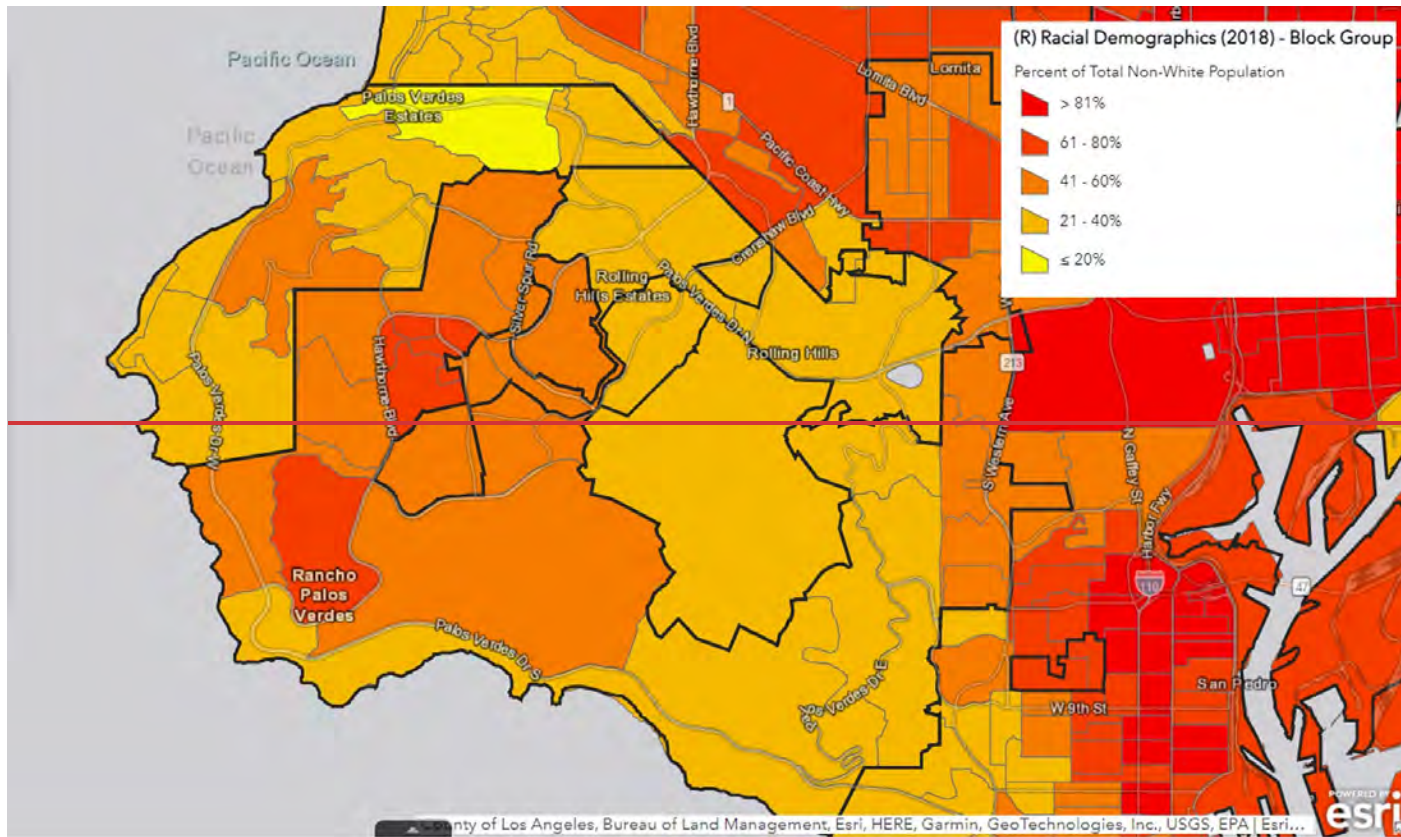 (R) Racial Demographics (2018) - Block Group
Percent of Total Non-White Population
> 81%
61 - 80%
41 - 60%
21 - 40%
≤ 20%
Pacific Ocean
Pacific
Ocean
Palos Verdes
Estates
Hawthorne Blvd
1
Lomita Blvd
Lomita
Pacific Coast Hwy
Crenshaw Blvd
Silver Spur Rd
Rolling
Hills Estates
Palos Verdes Dr N
Rolling Hills
213
Palos Verdes Dr W
Hawthorne Blvd
S Western Ave
N Gaffey St
Harbor Fwy
110
47
Rancho
Palos
Verdes
Palos Verdes Dr S
Palos Verdes Dr E
San Pedro
W 9th St
County of Los Angeles, Bureau of Land Management, Esri, HERE, Garmin, GeoTechnologies, Inc., USGS, EPA | Esri...
POWERED BY
esri